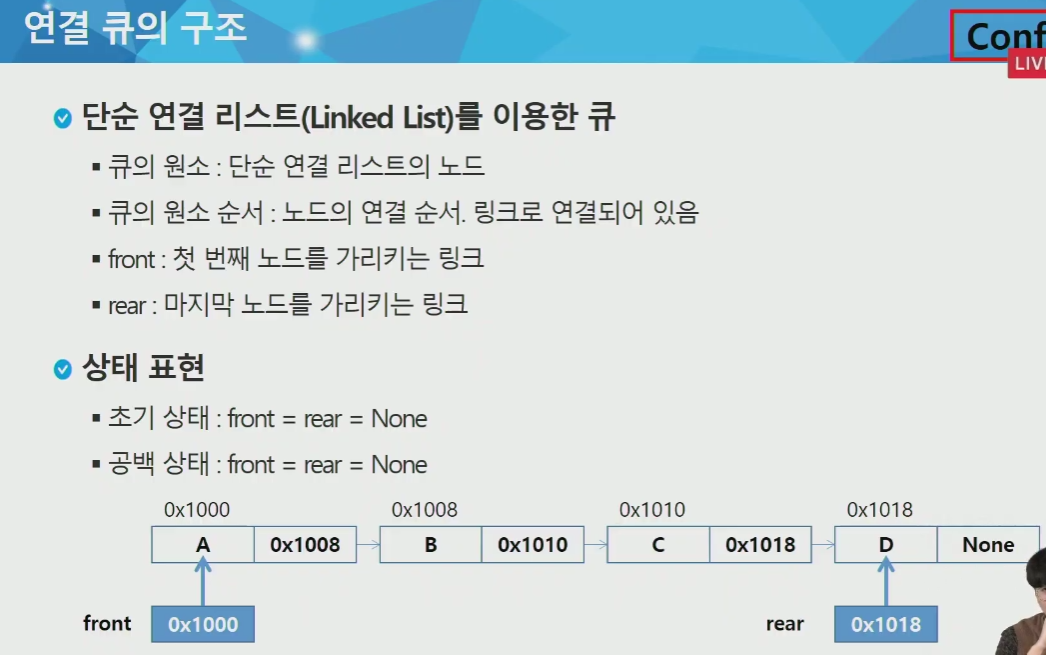 연결 큐의 구조
Conf
LIV
단순 연결 리스트(Linked List)를 이용한 큐
▪ 큐의 원소 : 단순 연결 리스트의 노드
▪ 큐의 원소 순서 : 노드의 연결 순서. 링크로 연결되어 있음
▪ front : 첫 번째 노드를 가리키는 링크
▪ rear : 마지막 노드를 가리키는 링크
상태 표현
▪ 초기 상태 : front = rear = None
▪ 공백 상태 : front = rear = None
0x1000 0x1008 0x1010 0x1018
A 0x1008 B 0x1010 C 0x1018 D None
front 0x1000 rear 0x1018